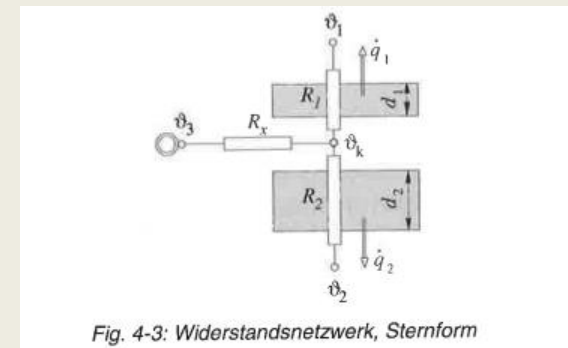 ϑ1
q̇1
R1
d1
ϑ3
Rx
ϑk
R2
d2
q̇2
ϑ2
Fig. 4-3: Widerstandsnetzwerk, Sternform